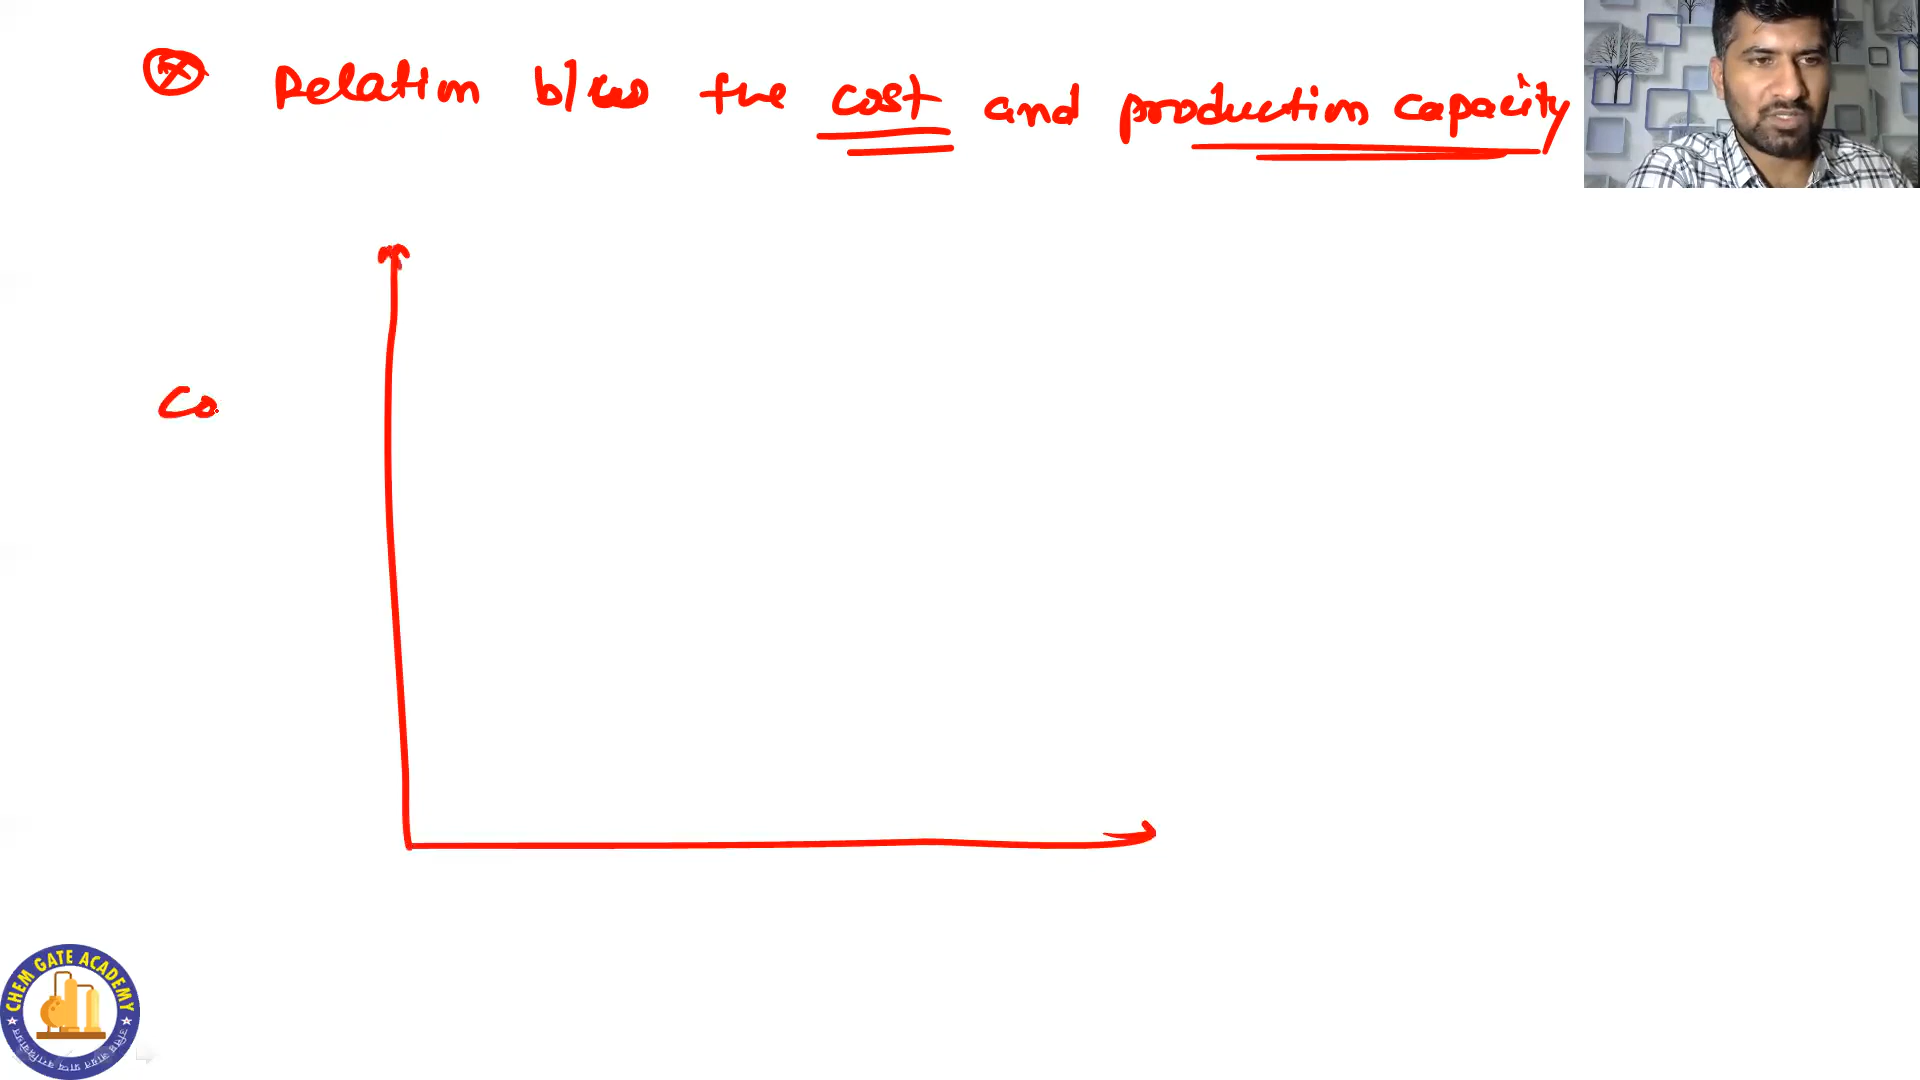 Relation b/w the cost and production capacity
Co
CHEM GATE ACADEMY